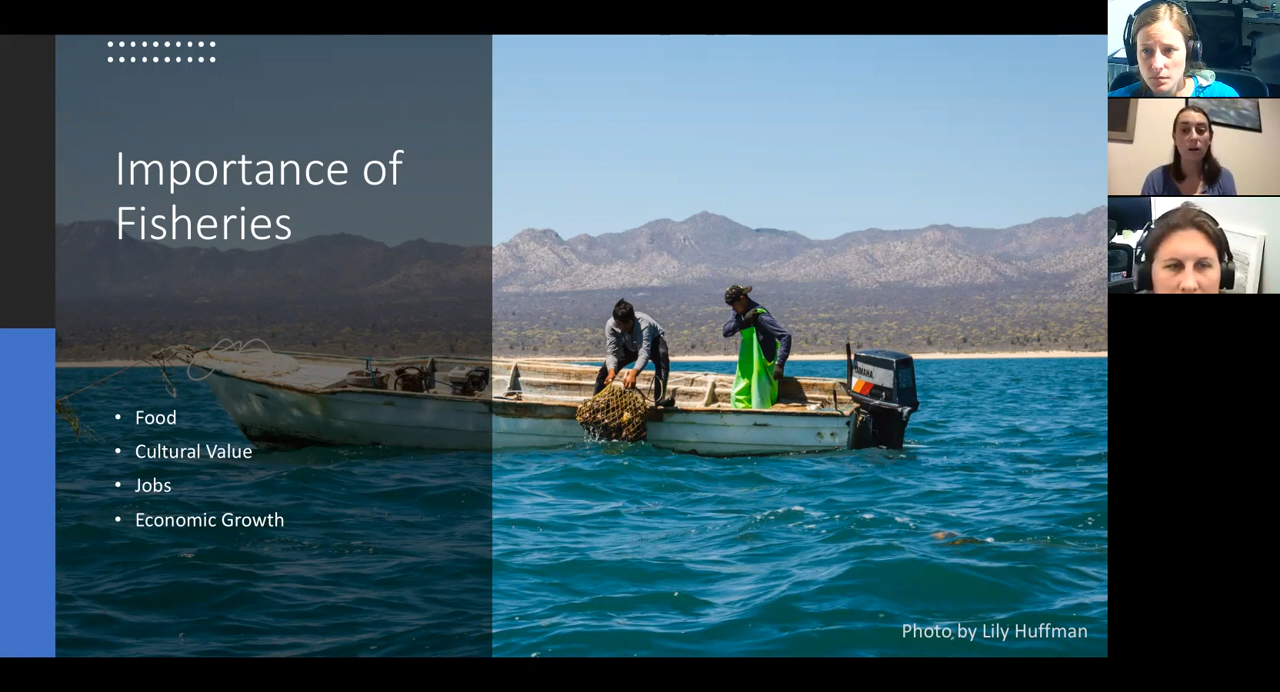 Importance of
Fisheries
• Food
• Cultural Value
• Jobs
• Economic Growth
YAMAHA
Photo by Lily Huffman